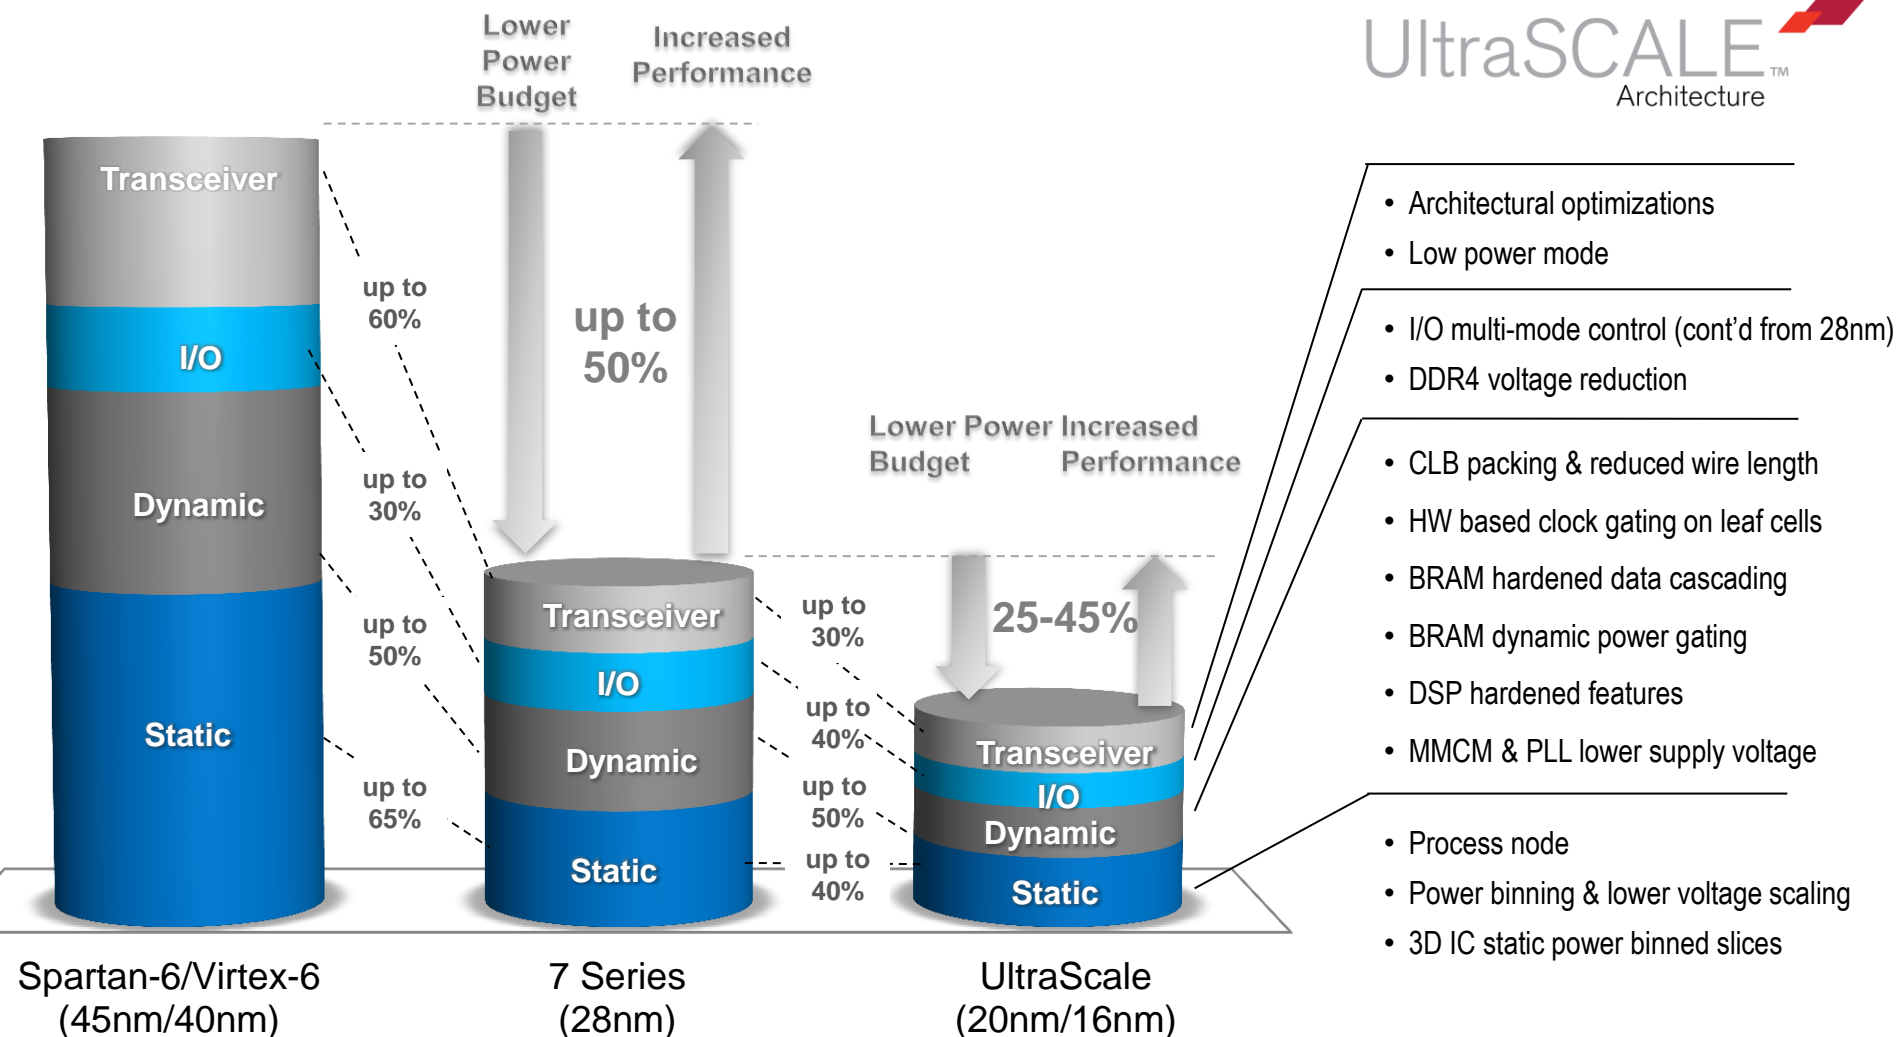 Lower
Power
Budget
Increased
Performance
UltraSCALE™
Architecture
Transceiver
I/O
Dynamic
Static
up to
60%
up to
30%
up to
50%
up to
65%
up to
50%
Transceiver
I/O
Dynamic
Static
Lower Power
Budget
Increased
Performance
25-45%
up to
30%
up to
40%
up to
50%
up to
40%
Transceiver
I/O
Dynamic
Static
• Architectural optimizations
• Low power mode
• I/O multi-mode control (cont’d from 28nm)
• DDR4 voltage reduction
• CLB packing & reduced wire length
• HW based clock gating on leaf cells
• BRAM hardened data cascading
• BRAM dynamic power gating
• DSP hardened features
• MMCM & PLL lower supply voltage
• Process node
• Power binning & lower voltage scaling
• 3D IC static power binned slices
Spartan-6/Virtex-6
(45nm/40nm)
7 Series
(28nm)
UltraScale
(20nm/16nm)